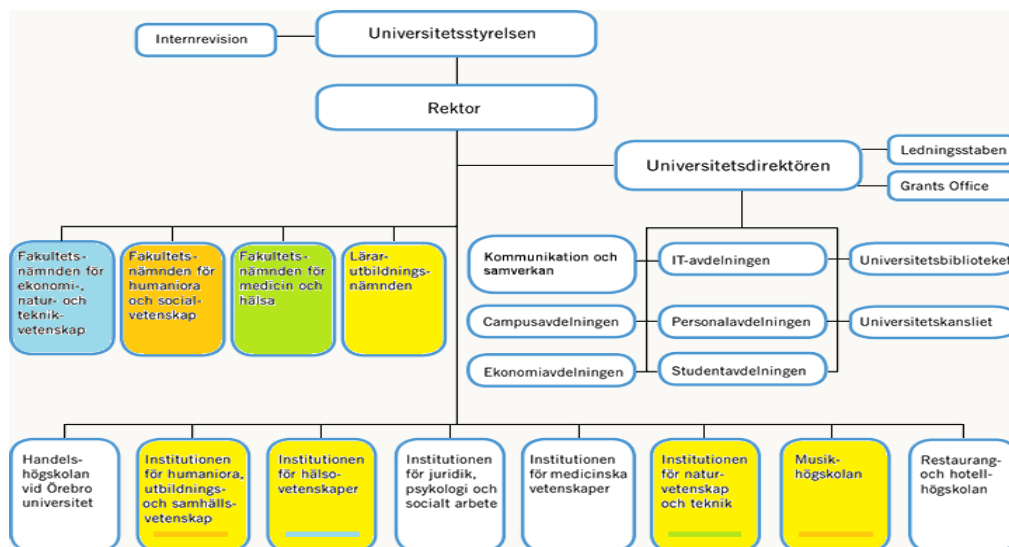 Universitetsstyrelsen
Internrevision
Rektor
Universitetsdirektören
Ledningsstaben
Grants Office
Fakultets-
nämnden för
ekonomi-,
natur- och
teknik-
vetenskap
Fakultets-
nämnden för
humaniora
och social-
vetenskap
Fakultets-
nämnden för
medicin och
hälsa
Lärar-
utbildnings-
nämnden
Kommunikation och
samverkan
IT-avdelningen
Universitetsbiblioteket
Campusavdelningen
Personalavdelningen
Universitetskansliet
Ekonomiavdelningen
Studentavdelningen
Handels-
högskolan
vid Örebro
universitet
Institutionen
för humaniora,
utbildnings-
och samhälls-
vetenskap
Institutionen
för hälso-
vetenskaper
Institutionen
för juridik,
psykologi och
socialt arbete
Institutionen
för medicinska
vetenskaper
Institutionen
för natur-
vetenskap
och teknik
Musik-
högskolan
Restaurang-
och hotell-
högskolan